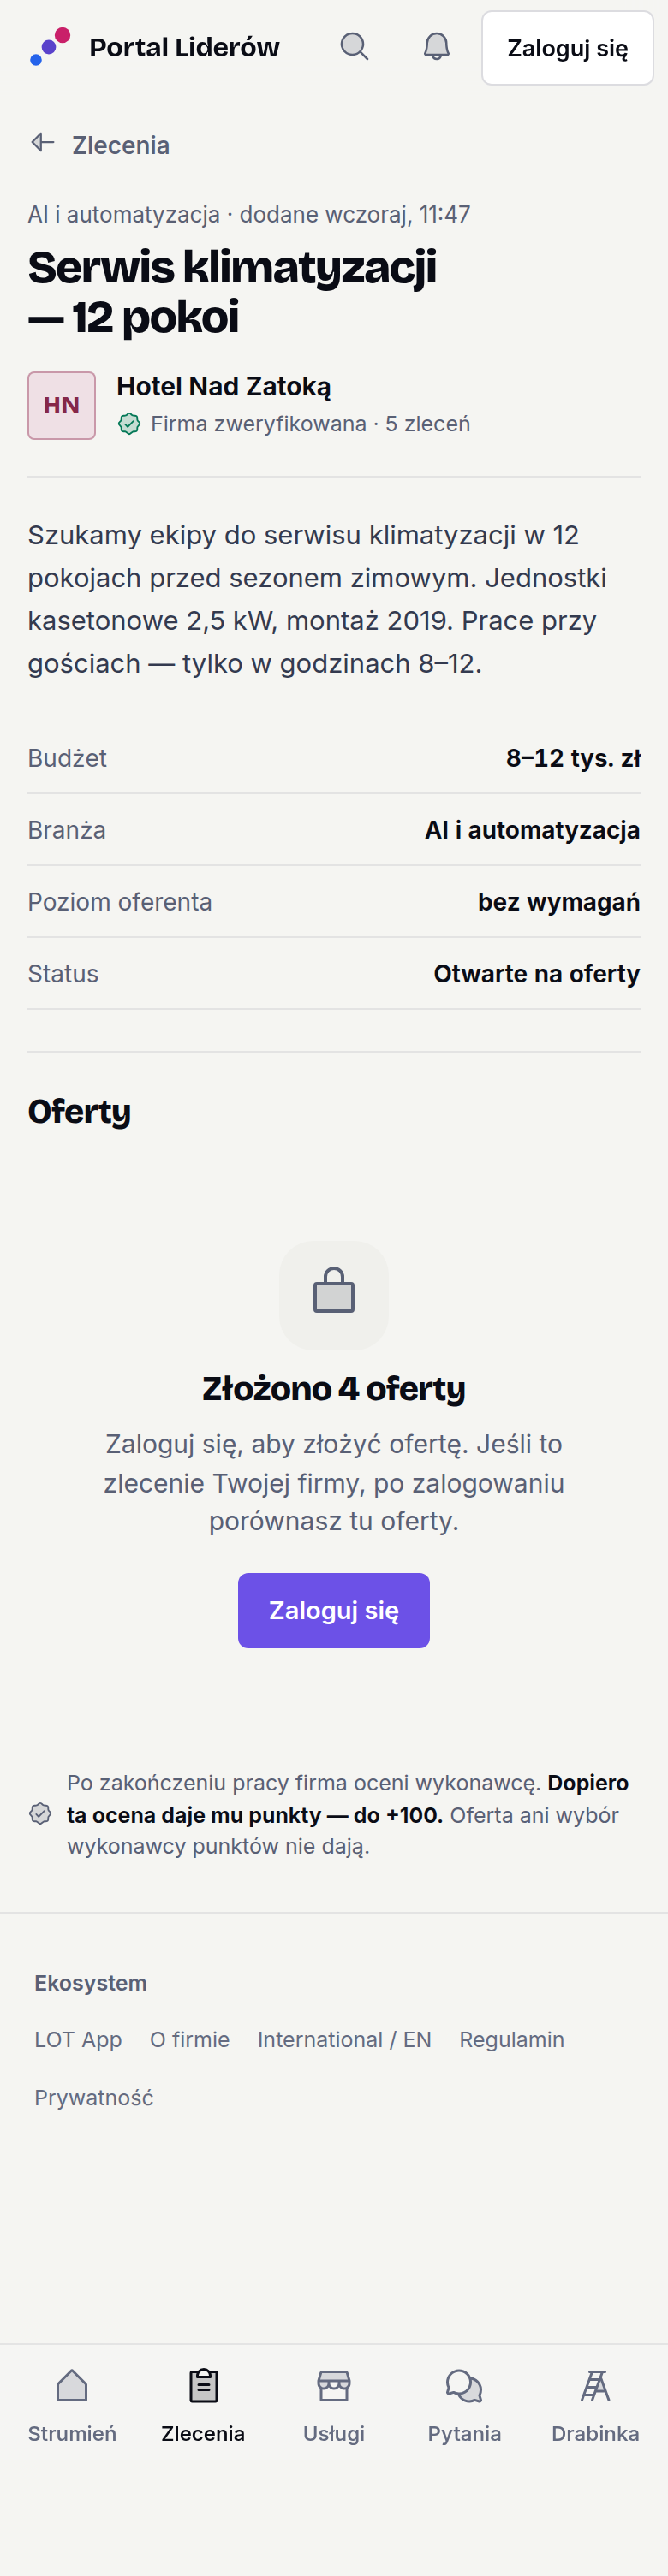 Portal Liderów
Zaloguj się
Zlecenia
AI i automatyzacja · dodane wczoraj, 11:47
Serwis klimatyzacji
— 12 pokoi
HN
Hotel Nad Zatoką
Firma zweryfikowana · 5 zleceń
Szukamy ekipy do serwisu klimatyzacji w 12
pokojach przed sezonem zimowym. Jednostki
kasetonowe 2,5 kW, montaż 2019. Prace przy
gościach — tylko w godzinach 8–12.
Budżet 8–12 tys. zł
Branża AI i automatyzacja
Poziom oferenta bez wymagań
Status Otwarte na oferty
Oferty
Złożono 4 oferty
Zaloguj się, aby złożyć ofertę. Jeśli to
zlecenie Twojej firmy, po zalogowaniu
porównasz tu oferty.
Zaloguj się
Po zakończeniu pracy firma oceni wykonawcę. Dopiero
ta ocena daje mu punkty — do +100. Oferta ani wybór
wykonawcy punktów nie dają.
Ekosystem
LOT App O firmie International / EN Regulamin
Prywatność
Strumień Zlecenia Usługi Pytania Drabinka